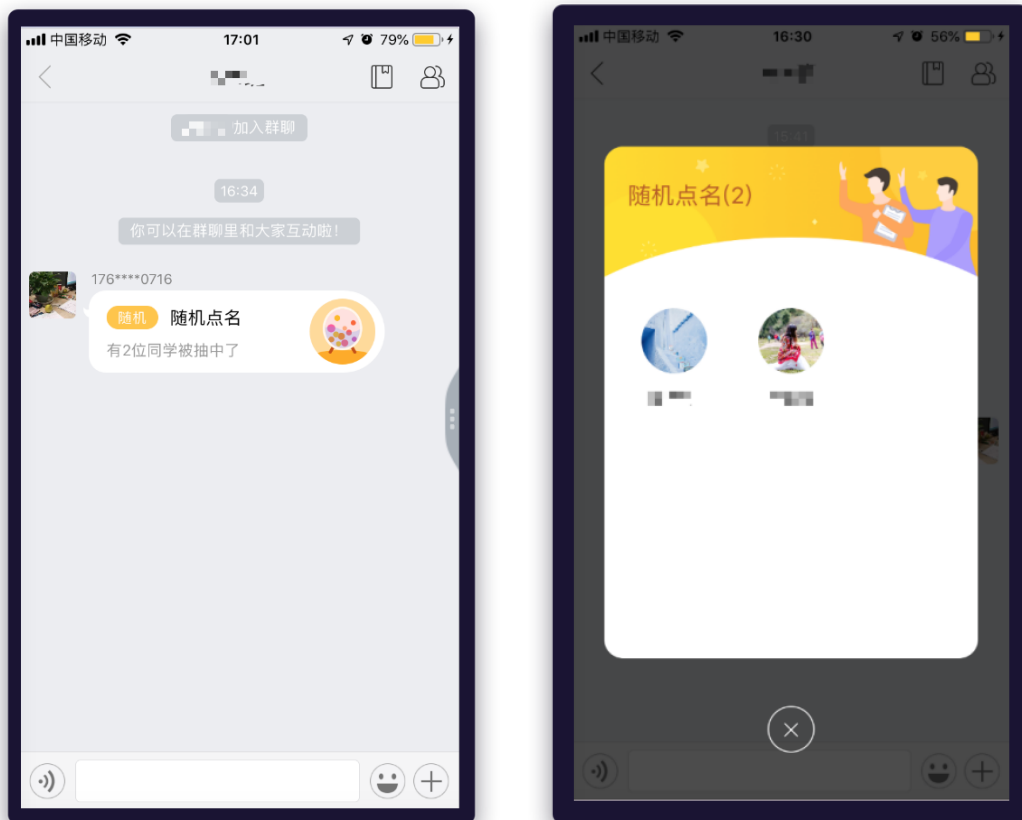 中国移动
17:01
79%
加入群聊
16:34
你可以在群聊里和大家互动啦！
176****0716
随机
随机点名
有2位同学被抽中了
中国移动
16:30
56%
15:41
随机点名(2)